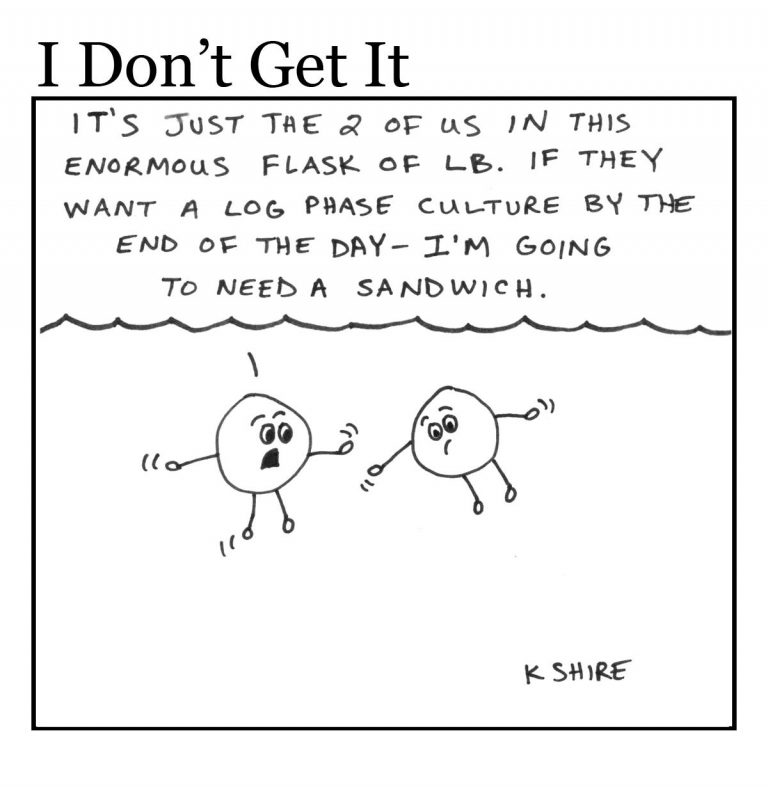 I Don't Get It
IT'S JUST THE 2 OF US IN THIS
ENORMOUS FLASK OF LB. IF THEY
WANT A LOG PHASE CULTURE BY THE
END OF THE DAY- I'M GOING
TO NEED A SANDWICH.
K SHIRE